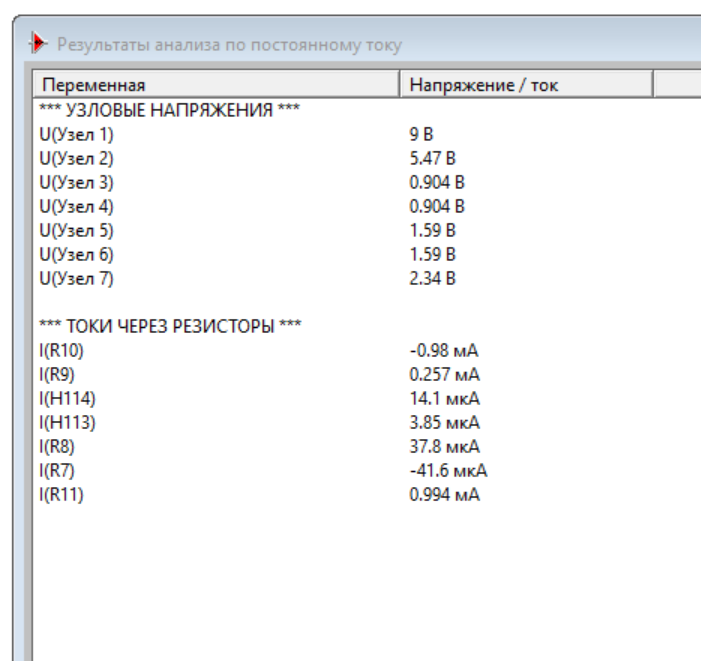 Результаты анализа по постоянному току
Переменная Напряжение / ток
*** УЗЛОВЫЕ НАПРЯЖЕНИЯ ***
U(Узел 1) 9 В
U(Узел 2) 5.47 В
U(Узел 3) 0.904 В
U(Узел 4) 0.904 В
U(Узел 5) 1.59 В
U(Узел 6) 1.59 В
U(Узел 7) 2.34 В
*** ТОКИ ЧЕРЕЗ РЕЗИСТОРЫ ***
I(R10) -0.98 мА
I(R9) 0.257 мА
I(H114) 14.1 мкА
I(H113) 3.85 мкА
I(R8) 37.8 мкА
I(R7) -41.6 мкА
I(R11) 0.994 мА